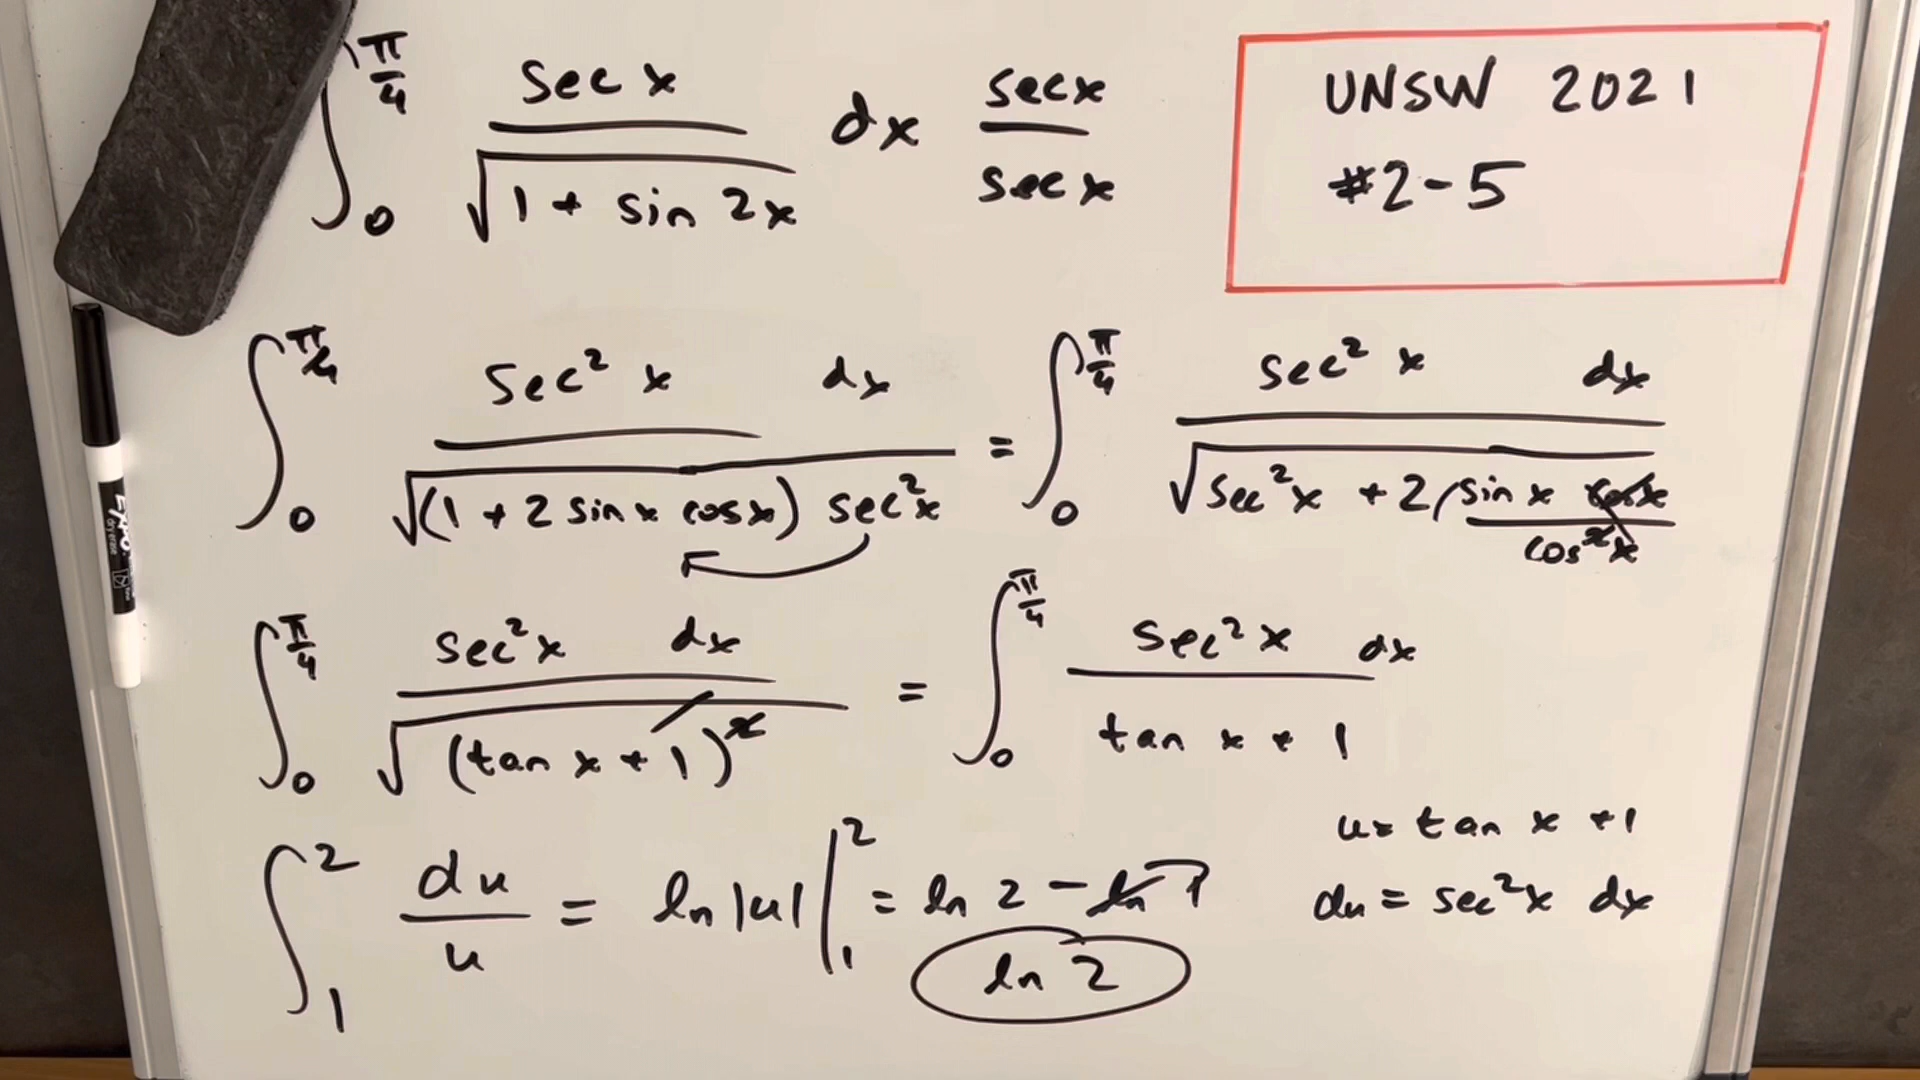 ∫₀^(π/4) sec x / √(1 + sin 2x) dx sec x / sec x
UNSW 2021
#2-5
∫₀^(π/4) sec² x dx / √((1 + 2 sin x cos x) sec² x) = ∫₀^(π/4) sec² x dx / √(sec² x + 2 sin x cos x / cos² x)
∫₀^(π/4) sec² x dx / √((tan x + 1)²) = ∫₀^(π/4) sec² x dx / tan x + 1
u = tan x + 1
du = sec² x dx
∫₁² du / u = ln |u| |₁² = ln 2 - ln 1
ln 2
EXPO
dry erase